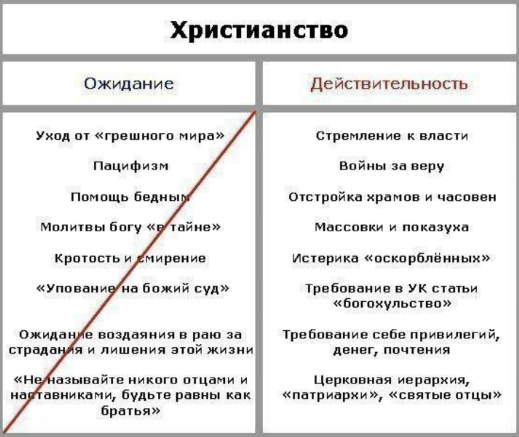 Христианство
Ожидание
Действительность
Уход от «грешного мира»
Стремление к власти
Пацифизм
Войны за веру
Помощь бедным
Отстройка храмов и часовен
Молитвы богу «в тайне»
Массовки и показуха
Кротость и смирение
Истерика «оскорблённых»
«Упование на божий суд»
Требование в УК статьи
«богохульство»
Ожидание воздаяния в раю за
страдания и лишения этой жизни
Требование себе привилегий,
денег, почтения
«Не называйте никого отцами и
наставниками, будьте равны как
братья»
Церковная иерархия,
«патриархи», «святые отцы»